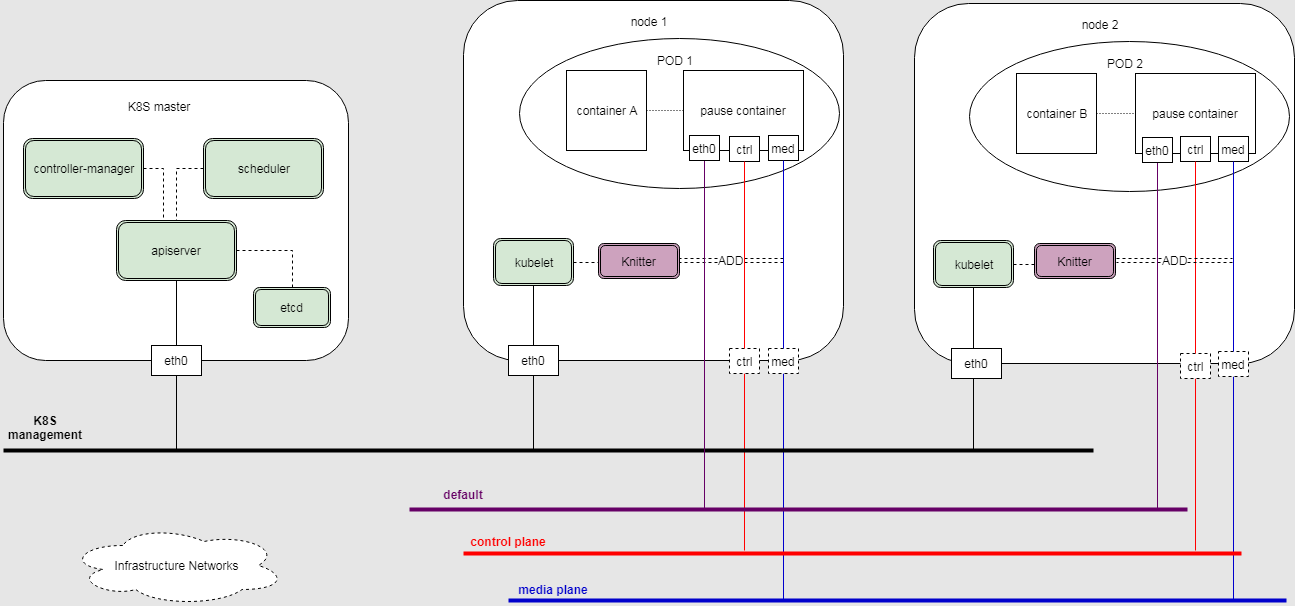 node 1
node 2
POD 1
POD 2
K8S master
container A
pause container
container B
pause container
eth0
ctrl
med
eth0
ctrl
med
controller-manager
scheduler
apiserver
kubelet
Knitter
ADD
kubelet
Knitter
ADD
etcd
eth0
eth0
ctrl
med
eth0
ctrl
med
K8S
management
default
control plane
Infrastructure Networks
media plane